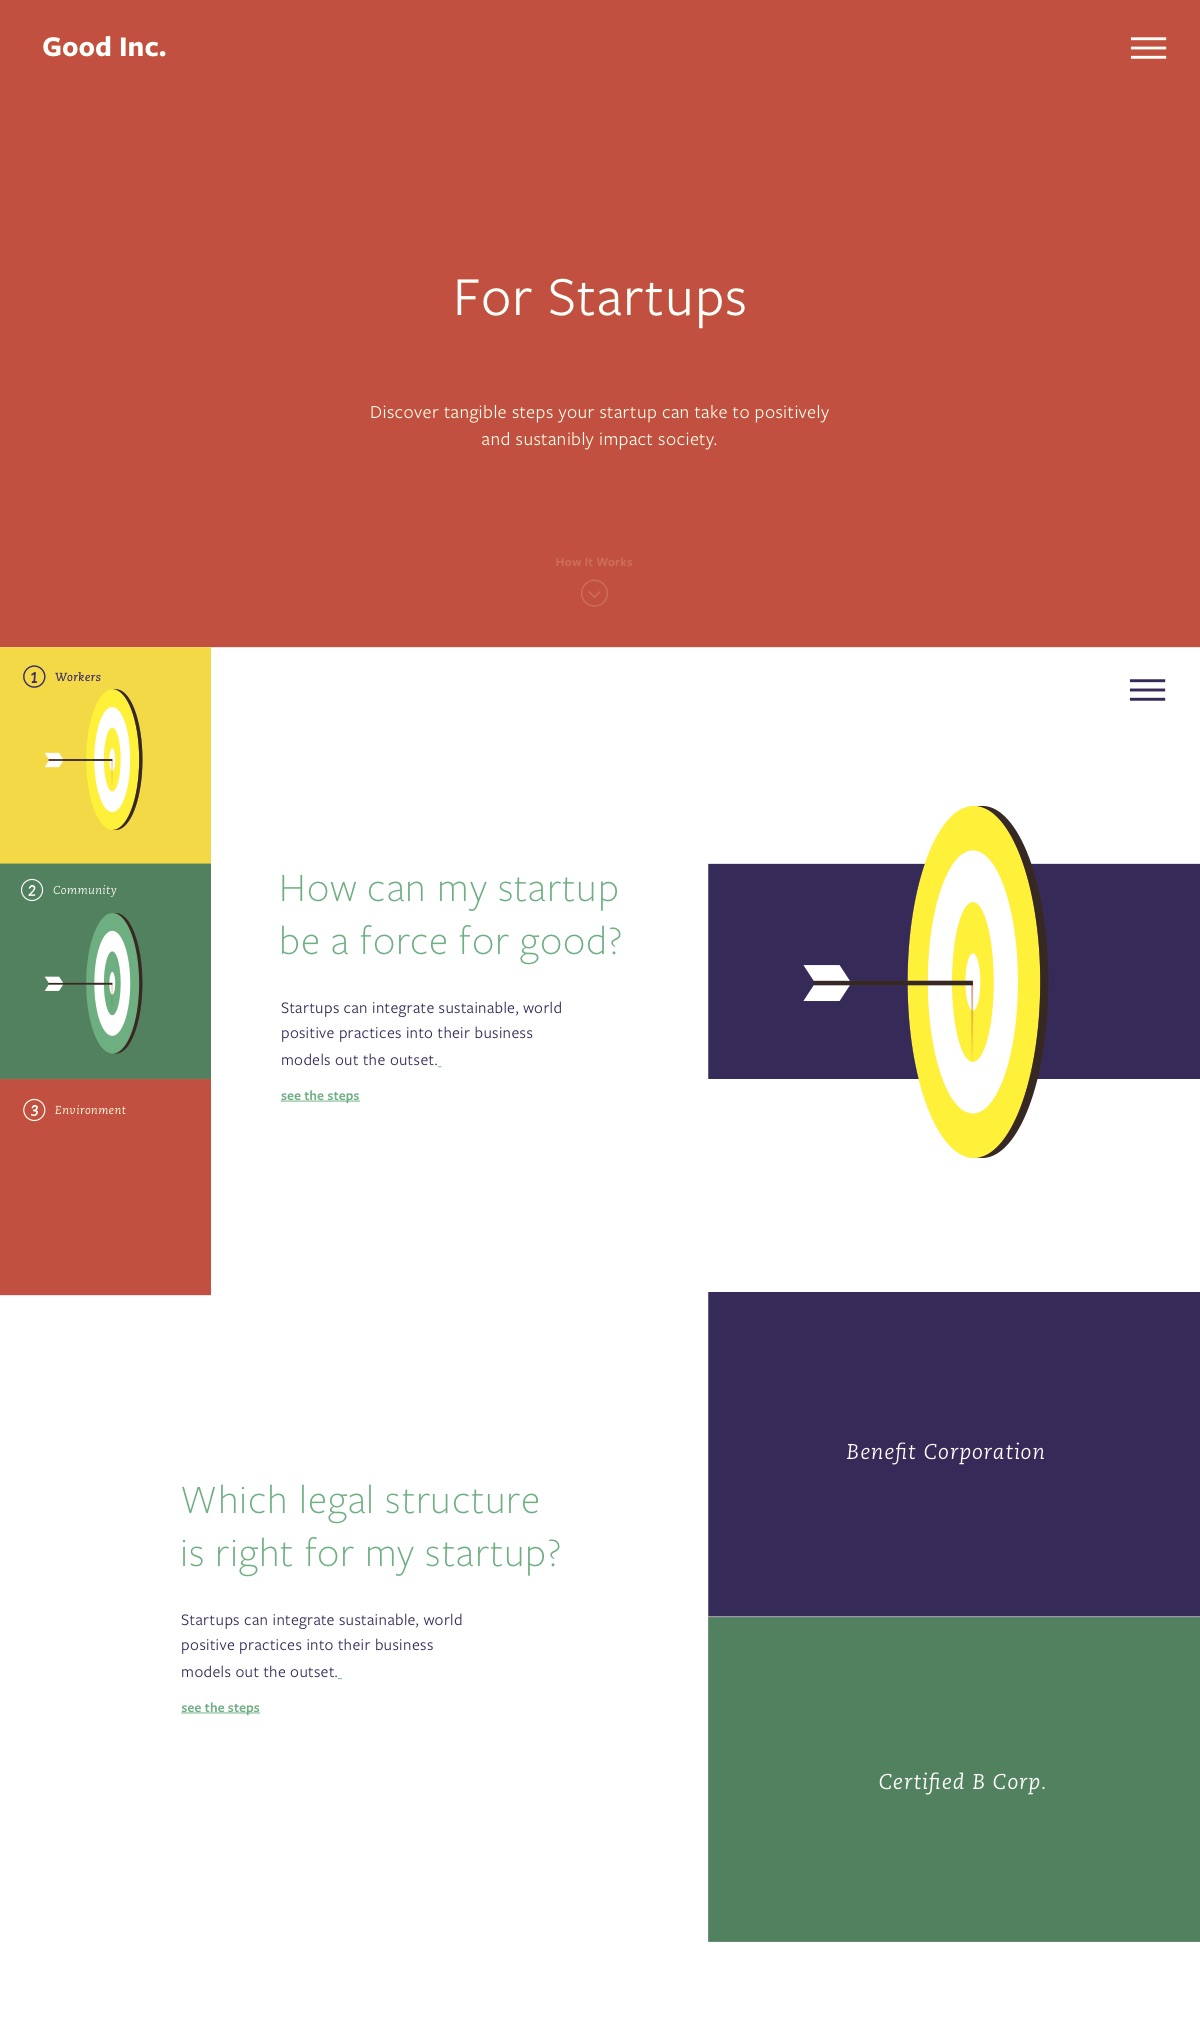 Good Inc.
For Startups
Discover tangible steps your startup can take to positively
and sustanibly impact society.
How It Works
1 Workers
2 Community
3 Environment
How can my startup
be a force for good?
Startups can integrate sustainable, world
positive practices into their business
models out the outset._
see the steps
Which legal structure
is right for my startup?
Startups can integrate sustainable, world
positive practices into their business
models out the outset._
see the steps
Benefit Corporation
Certified B Corp.